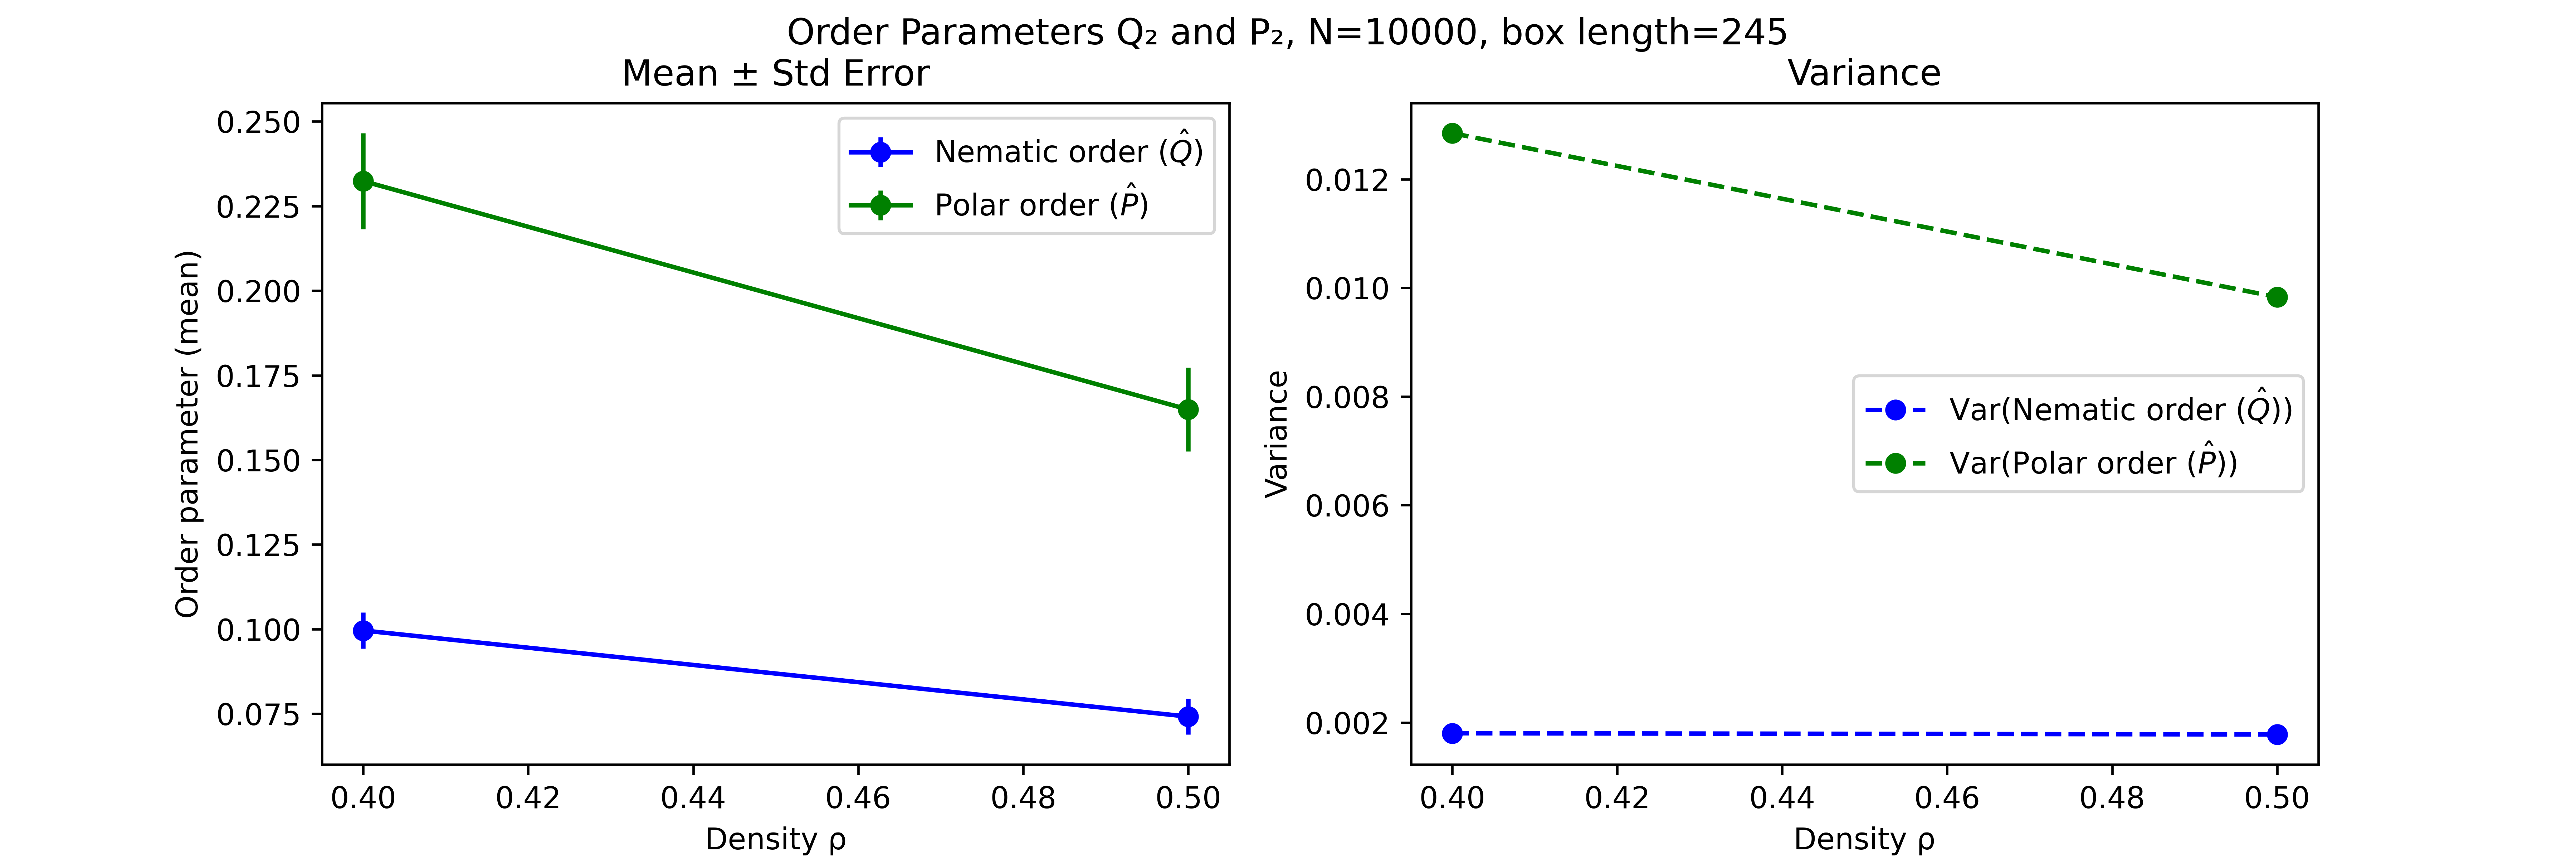 Order Parameters Q₂ and P₂, N=10000, box length=245
Mean ± Std Error
0.250
0.225
0.200
0.175
0.150
0.125
0.100
0.075
Order parameter (mean)
Nematic order (Q̂)
Polar order (P̂)
0.40 0.42 0.44 0.46 0.48 0.50
Density ρ
Variance
0.012
0.010
0.008
0.006
0.004
0.002
Variance
Var(Nematic order (Q̂))
Var(Polar order (P̂))
0.40 0.42 0.44 0.46 0.48 0.50
Density ρ